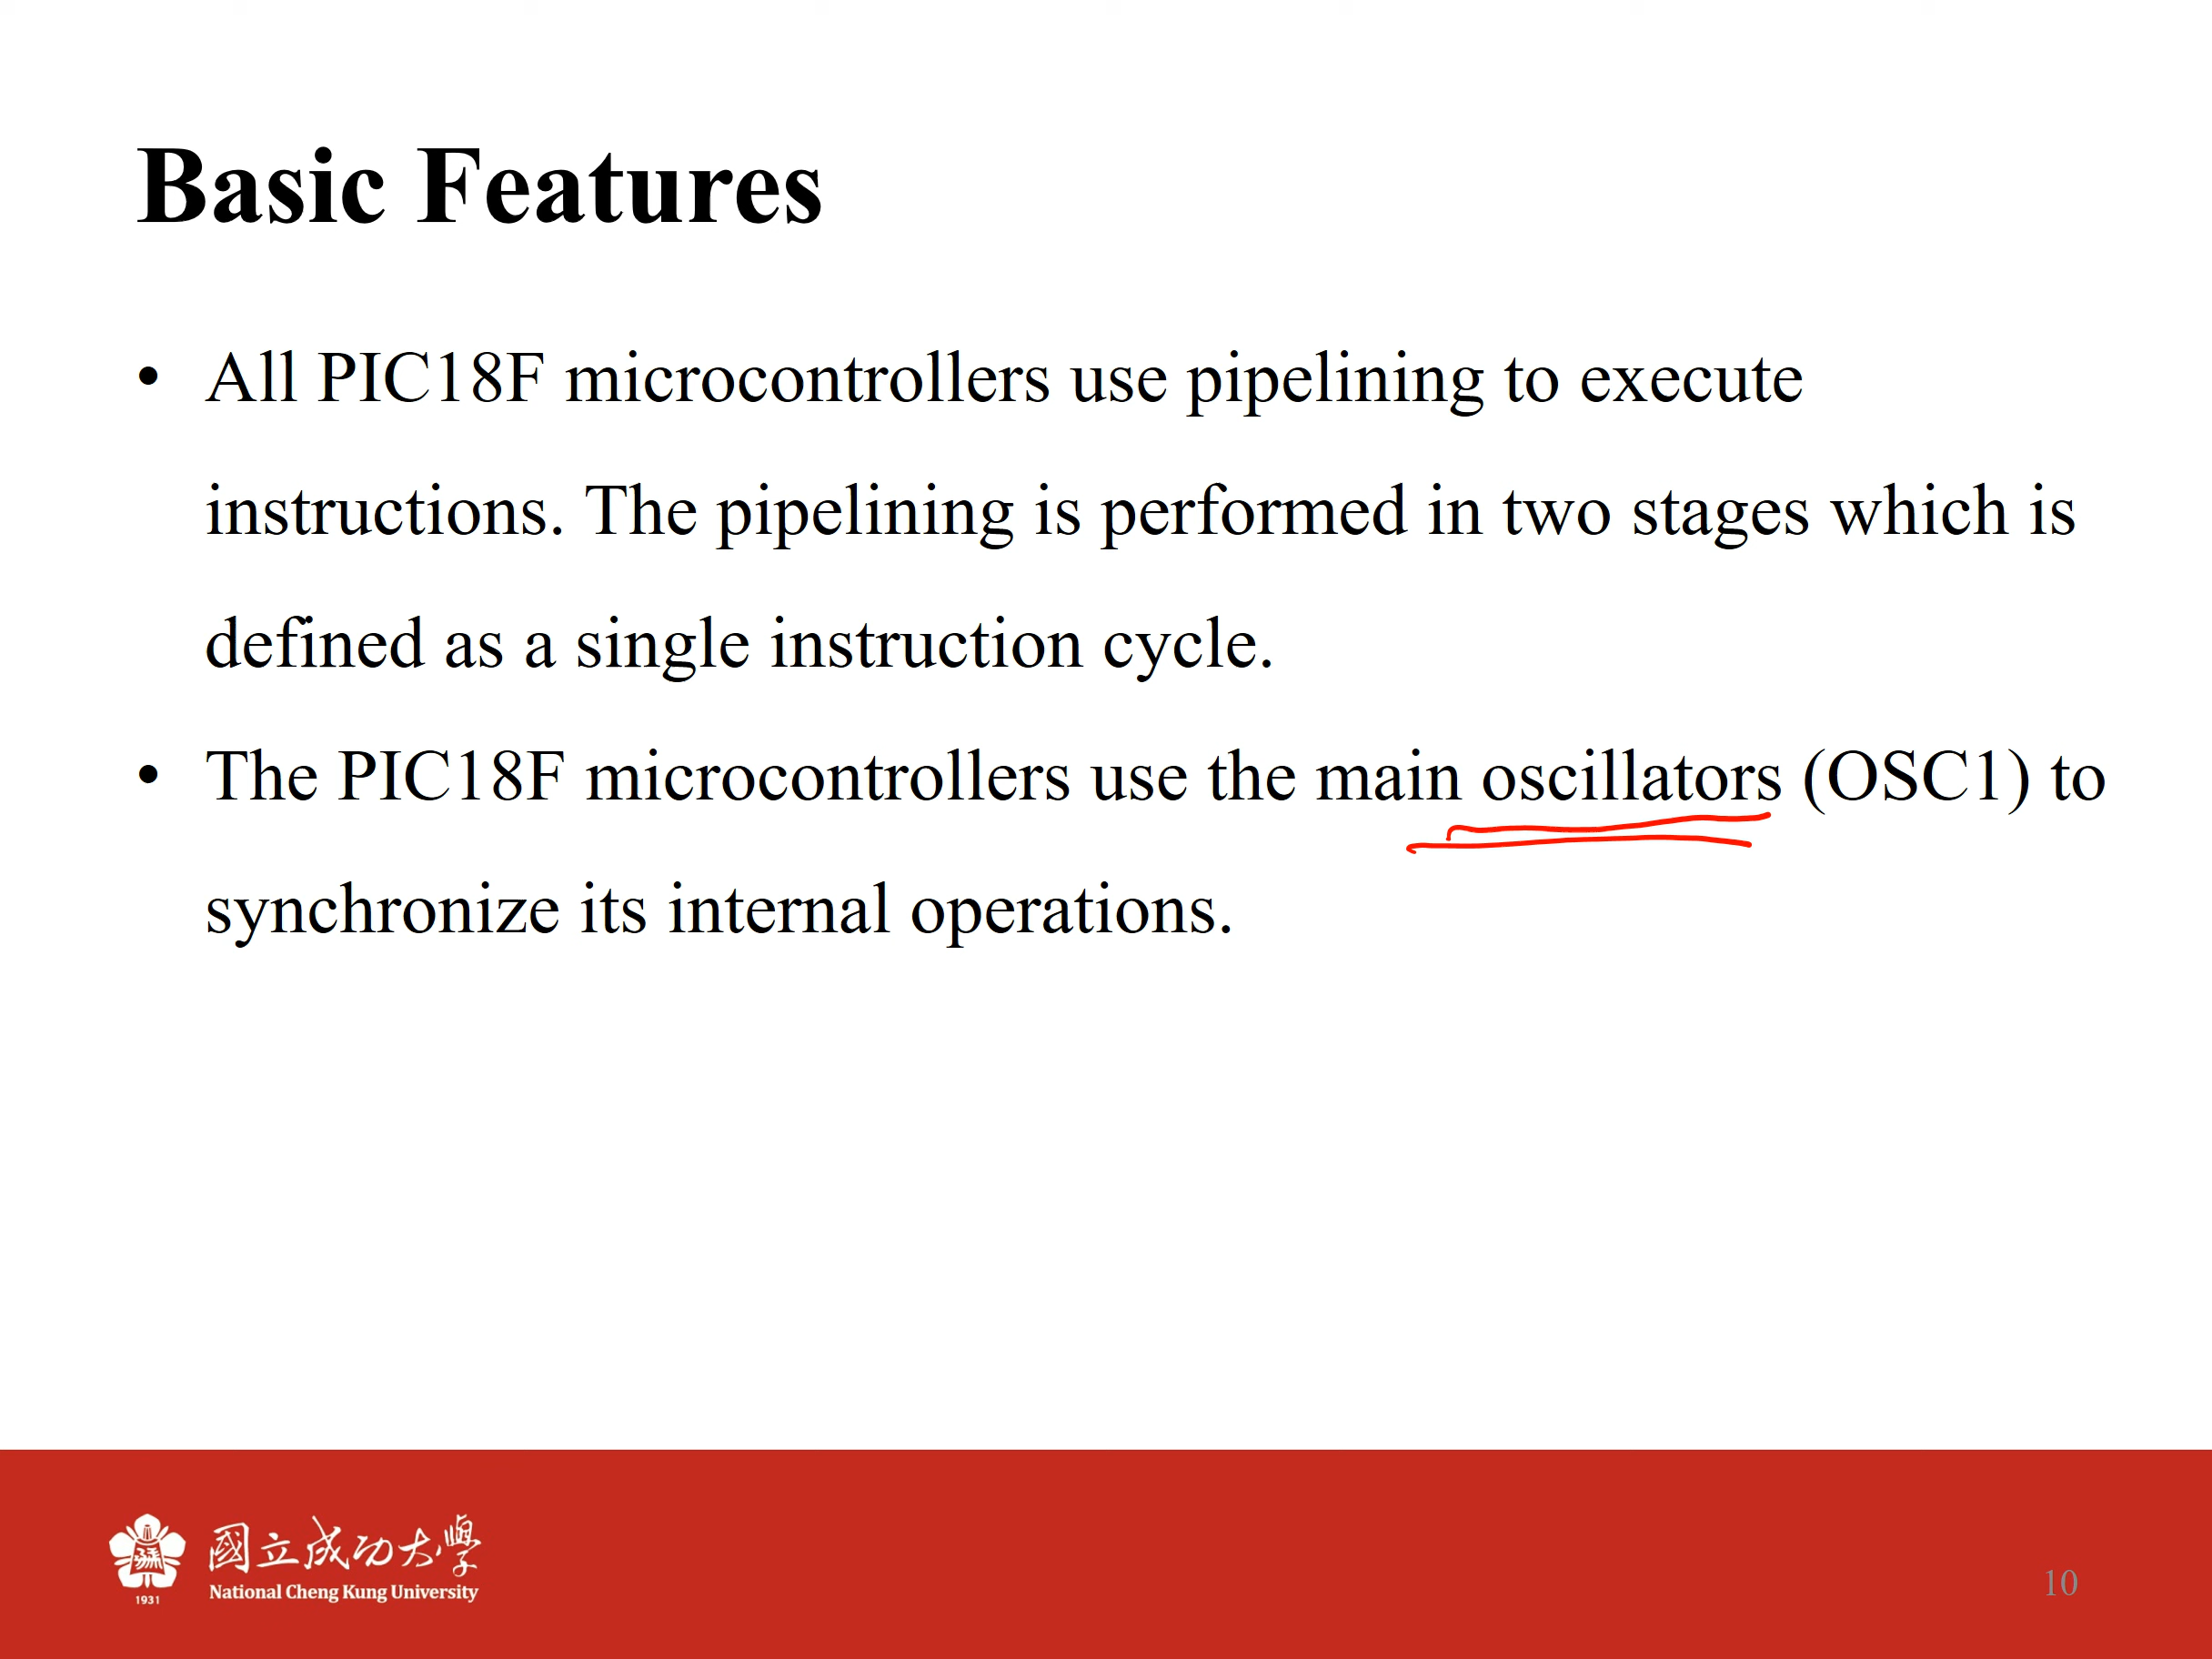 Basic Features
• All PIC18F microcontrollers use pipelining to execute
instructions. The pipelining is performed in two stages which is
defined as a single instruction cycle.
• The PIC18F microcontrollers use the main oscillators (OSC1) to
synchronize its internal operations.
國立成功大學
National Cheng Kung University
1931
10